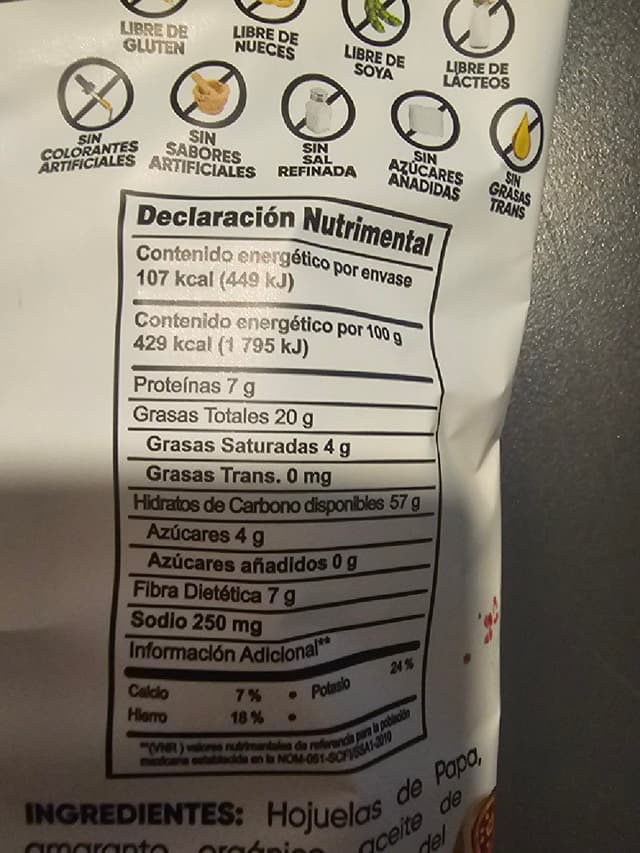 LIBRE DE
GLUTEN
LIBRE DE
NUECES
LIBRE DE
SOYA
LIBRE DE
LÁCTEOS
SIN
COLORANTES
ARTIFICIALES
SIN
SABORES
ARTIFICIALES
SIN
SAL
REFINADA
SIN
AZÚCARES
AÑADIDAS
SIN
GRASAS
TRANS
Declaración Nutrimental
Contenido energético por envase
107 kcal (449 kJ)
Contenido energético por 100 g
429 kcal (1 795 kJ)
Proteínas 7 g
Grasas Totales 20 g
Grasas Saturadas 4 g
Grasas Trans. 0 mg
Hidratos de Carbono disponibles 57 g
Azúcares 4 g
Azúcares añadidos 0 g
Fibra Dietética 7 g
Sodio 250 mg
Información Adicional**
Calcio 7 % • Potasio 24 %
Hierro 18 % •
**(VNR) valores nutrimentales de referencia para la población
mexicana establecida en la NOM-051-SCFI/SSA1-2010
INGREDIENTES: Hojuelas de Papa,
amaranto orgánico aceite de
del